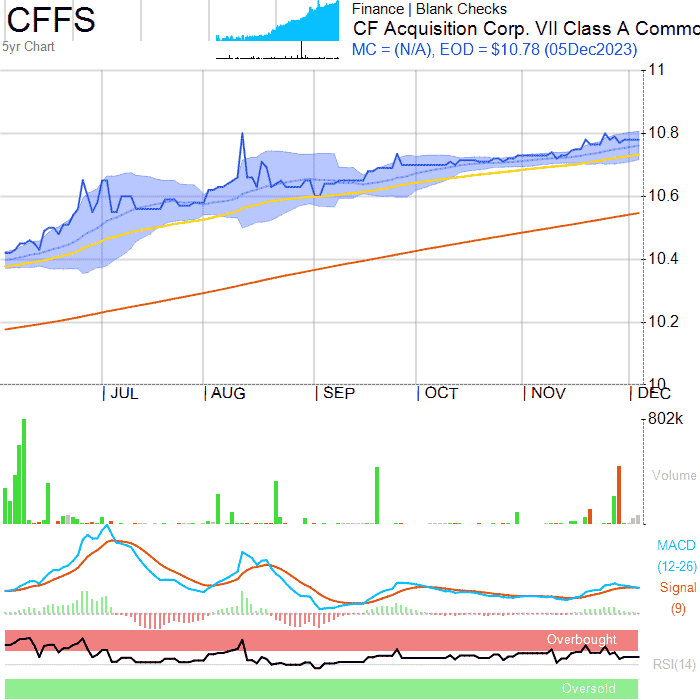 CFFS
5yr Chart
Finance | Blank Checks
CF Acquisition Corp. VII Class A Commo
MC = (N/A), EOD = $10.78 (05Dec2023)
11
10.8
10.6
10.4
10.2
10
JUL AUG SEP OCT NOV DEC
802k
Volume
MACD
(12-26)
Signal
(9)
Overbought
RSI(14)
Oversold